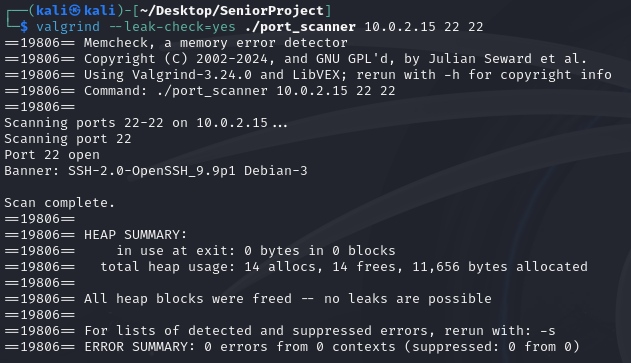 ┌──(kali㉿kali)-[~/Desktop/SeniorProject]
└─$ valgrind --leak-check=yes ./port_scanner 10.0.2.15 22 22
==19806== Memcheck, a memory error detector
==19806== Copyright (C) 2002-2024, and GNU GPL'd, by Julian Seward et al.
==19806== Using Valgrind-3.24.0 and LibVEX; rerun with -h for copyright info
==19806== Command: ./port_scanner 10.0.2.15 22 22
==19806==
Scanning ports 22-22 on 10.0.2.15...
Scanning port 22
Port 22 open
Banner: SSH-2.0-OpenSSH_9.9p1 Debian-3

Scan complete.
==19806==
==19806== HEAP SUMMARY:
==19806==     in use at exit: 0 bytes in 0 blocks
==19806==   total heap usage: 14 allocs, 14 frees, 11,656 bytes allocated
==19806==
==19806== All heap blocks were freed -- no leaks are possible
==19806==
==19806== For lists of detected and suppressed errors, rerun with: -s
==19806== ERROR SUMMARY: 0 errors from 0 contexts (suppressed: 0 from 0)